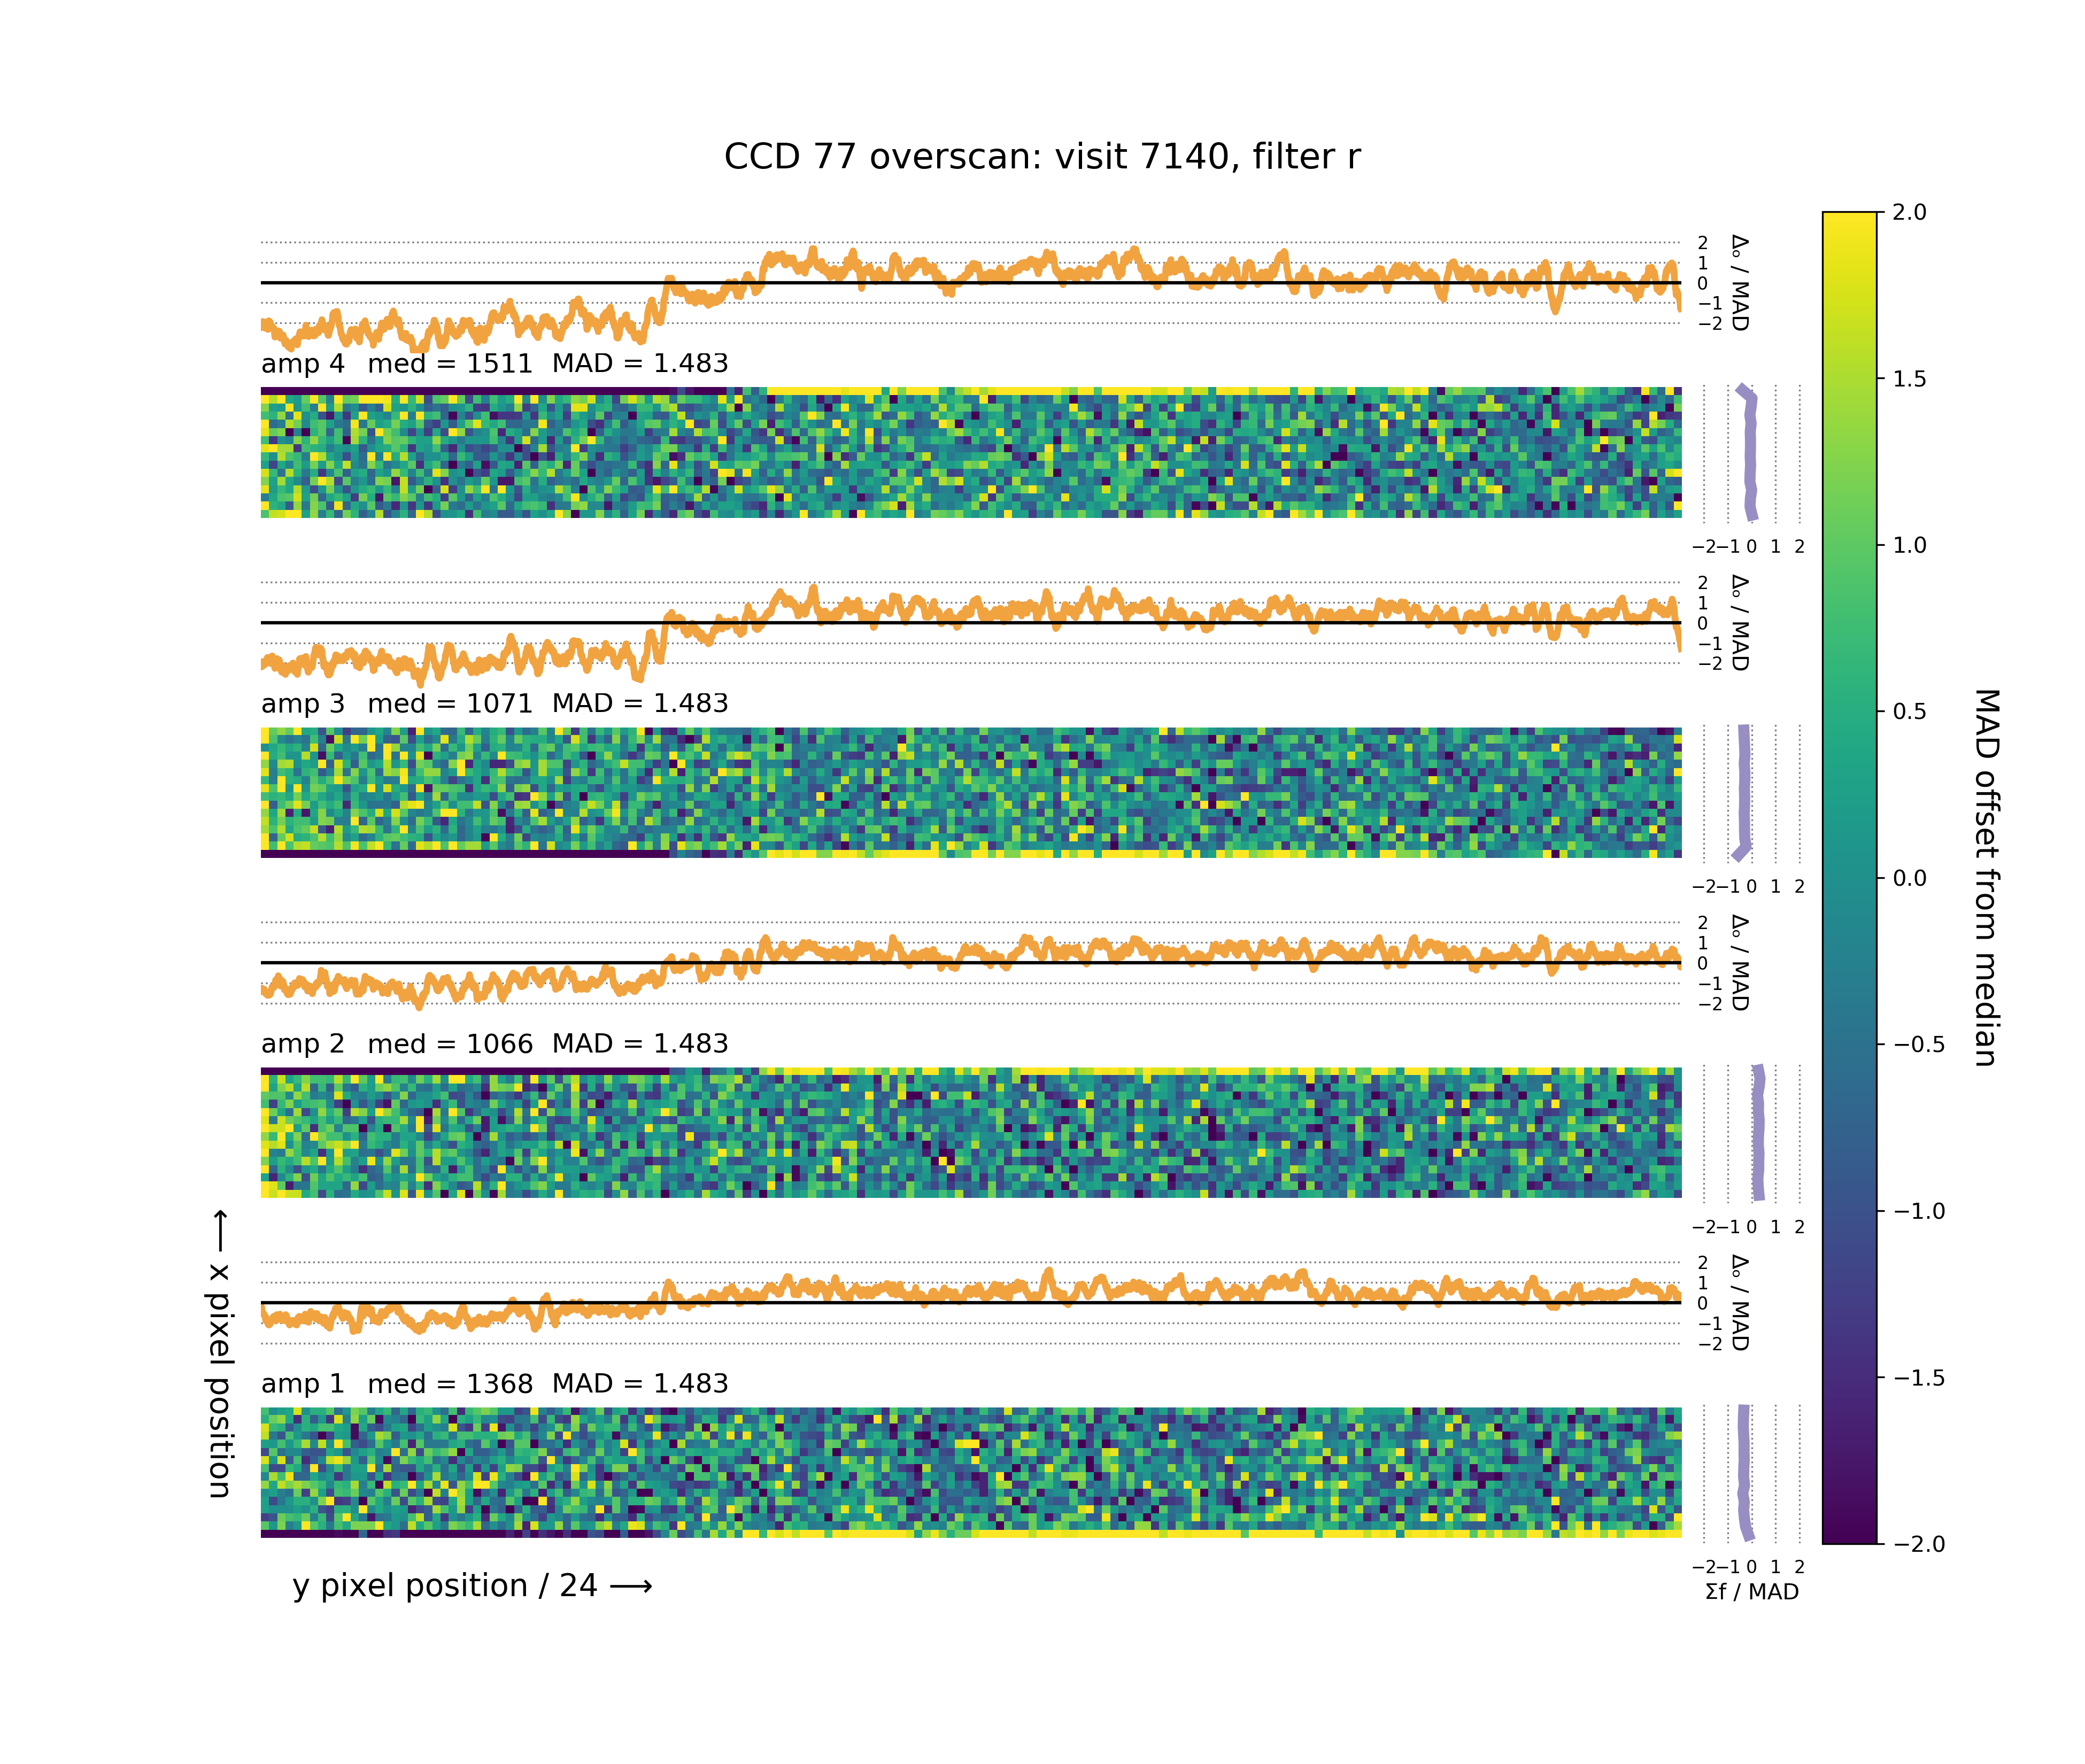 CCD 77 overscan: visit 7140, filter r
2
1
0
−1
−2
Δₒ / MAD
amp 4 med = 1511 MAD = 1.483
−2 −1 0 1 2
2
1
0
−1
−2
Δₒ / MAD
amp 3 med = 1071 MAD = 1.483
−2 −1 0 1 2
2
1
0
−1
−2
Δₒ / MAD
amp 2 med = 1066 MAD = 1.483
−2 −1 0 1 2
2
1
0
−1
−2
Δₒ / MAD
amp 1 med = 1368 MAD = 1.483
−2 −1 0 1 2
Σf / MAD
y pixel position / 24 ⟶
⟵ x pixel position
2.0
1.5
1.0
0.5
0.0
−0.5
−1.0
−1.5
−2.0
MAD offset from median